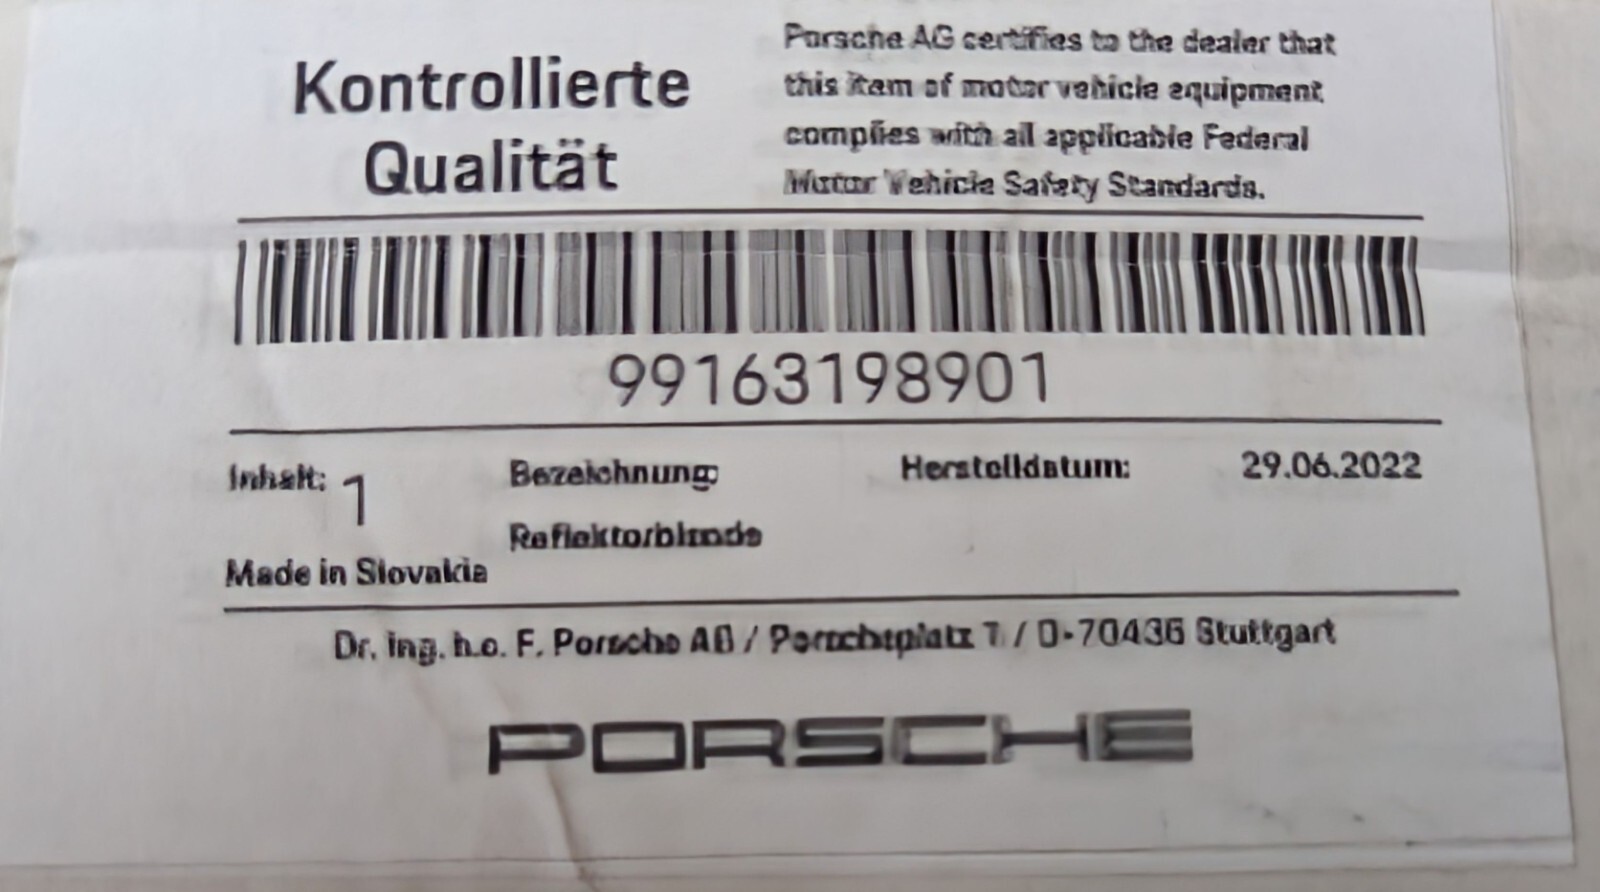 Kontrollierte
Qualität
Porsche AG certifies to the dealer that
this item of motor vehicle equipment
complies with all applicable Federal
Motor Vehicle Safety Standards.
99163198901
Inhalt: 1
Bezeichnung:
Reflektorblende
Herstelldatum: 29.06.2022
Made in Slovakia
Dr. Ing. h.c. F. Porsche AG / Porscheplatz 1 / D-70435 Stuttgart
PORSCHE